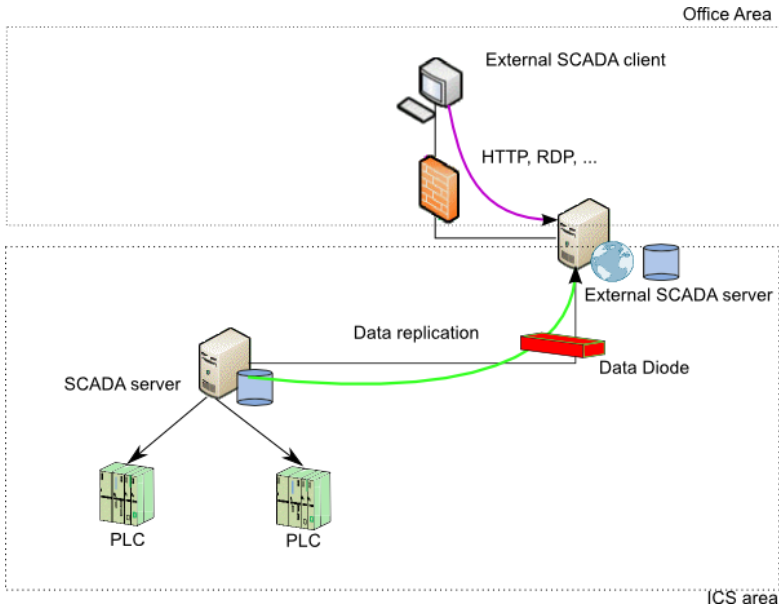 Office Area
External SCADA client
HTTP, RDP, ...
External SCADA server
Data replication
Data Diode
SCADA server
PLC
PLC
ICS area